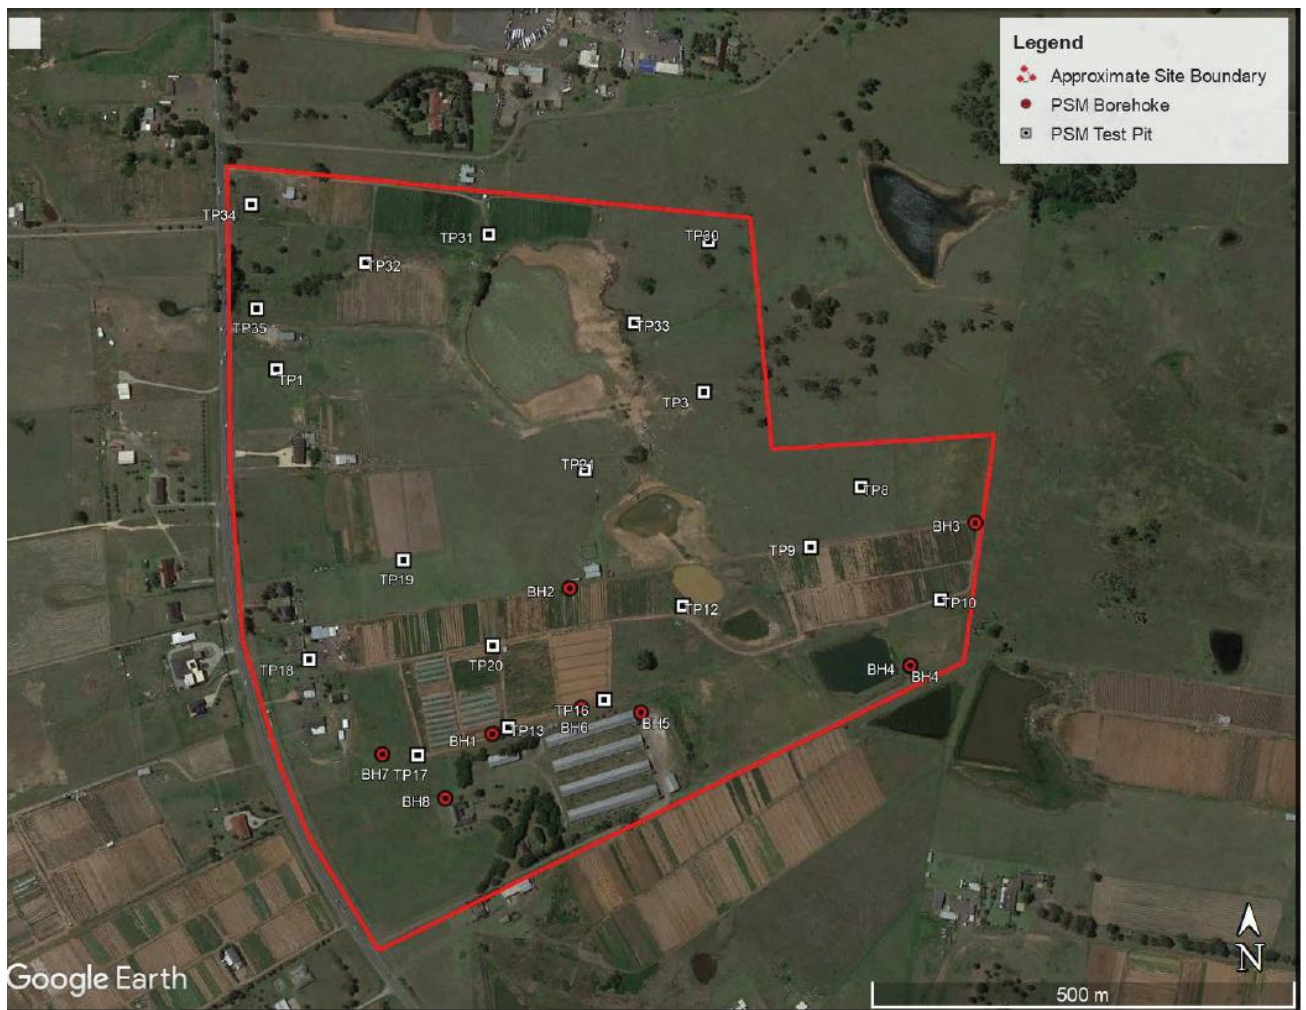 Legend
Approximate Site Boundary
PSM Borehoke
PSM Test Pit
TP34
TP31
TP30
TP32
TP35
TP33
TP1
TP3
TP24
TP8
BH3
TP9
TP19
BH2
TP10
TP12
TP20
TP18
BH4
BH4
TP16
BH6
BH5
TP13
BH1
BH7
TP17
BH8
N
Google Earth
500 m